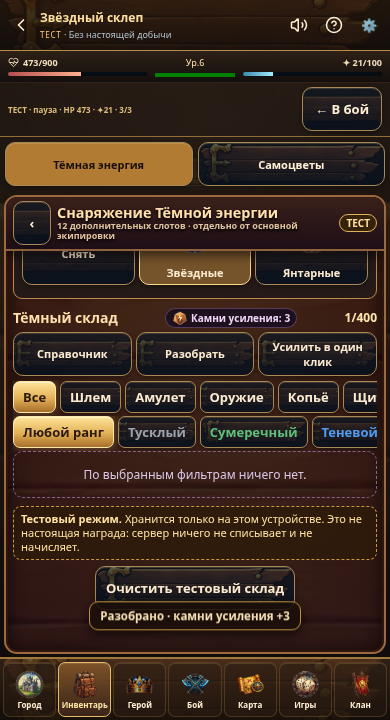 Звёздный склеп
ТЕСТ · Без настоящей добычи
473/900
Ур.6
✦ 21/100
ТЕСТ · пауза · HP 473 · ✦21 · 3/3
← В бой
Тёмная энергия
Самоцветы
‹
Снаряжение Тёмной энергии
12 дополнительных слотов · отдельно от основной
экипировки
ТЕСТ
Снять
Звёздные
Янтарные
Тёмный склад
Камни усиления: 3
1/400
Справочник
Разобрать
Усилить в один
клик
Все
Шлем
Амулет
Оружие
Копьё
Щи
Любой ранг
Тусклый
Сумеречный
Теневой
По выбранным фильтрам ничего нет.
Тестовый режим. Хранится только на этом устройстве. Это не
настоящая награда: сервер ничего не списывает и не
начисляет.
Очистить тестовый склад
Разобрано · камни усиления +3
Город
Инвентарь
Герой
Бой
Карта
Игры
Клан